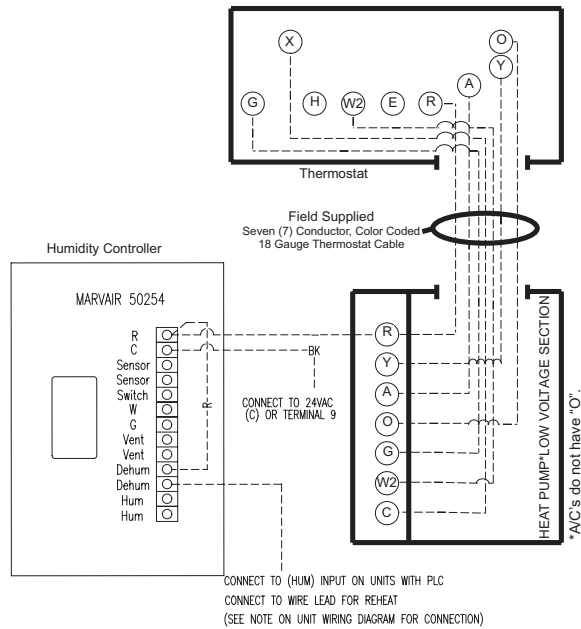 X
O
Y
A
G
H
W2
E
R
Thermostat
Field Supplied
Seven (7) Conductor, Color Coded
18 Gauge Thermostat Cable
Humidity Controller
MARVAIR 50254
R
C
Sensor
Sensor
Switch
W
G
Vent
Vent
Dehum
Dehum
Hum
Hum
R
BK
CONNECT TO 24VAC
(C) OR TERMINAL 9
R
Y
A
O
G
W2
C
HEAT PUMP*LOW VOLTAGE SECTION
*A/C's do not have "O".
CONNECT TO (HUM) INPUT ON UNITS WITH PLC
CONNECT TO WIRE LEAD FOR REHEAT
(SEE NOTE ON UNIT WIRING DIAGRAM FOR CONNECTION)